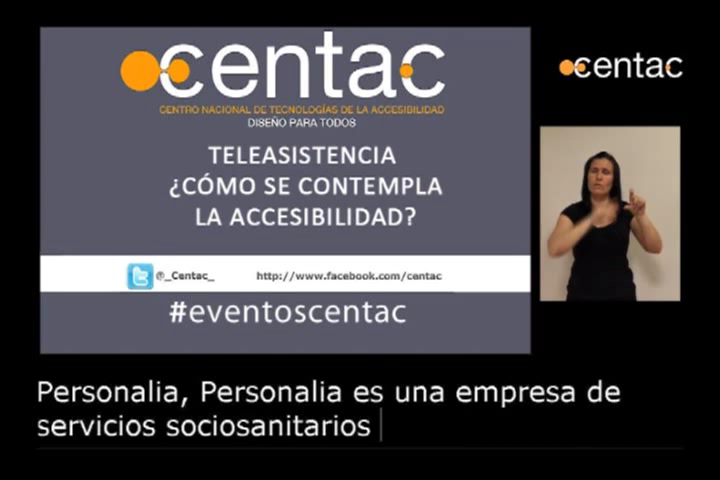 centac
CENTRO NACIONAL DE TECNOLOGÍAS DE LA ACCESIBILIDAD
DISEÑO PARA TODOS
TELEASISTENCIA
¿CÓMO SE CONTEMPLA
LA ACCESIBILIDAD?
@_Centac_ http://www.facebook.com/centac
#eventoscentac
centac
Personalia, Personalia es una empresa de
servicios sociosanitarios